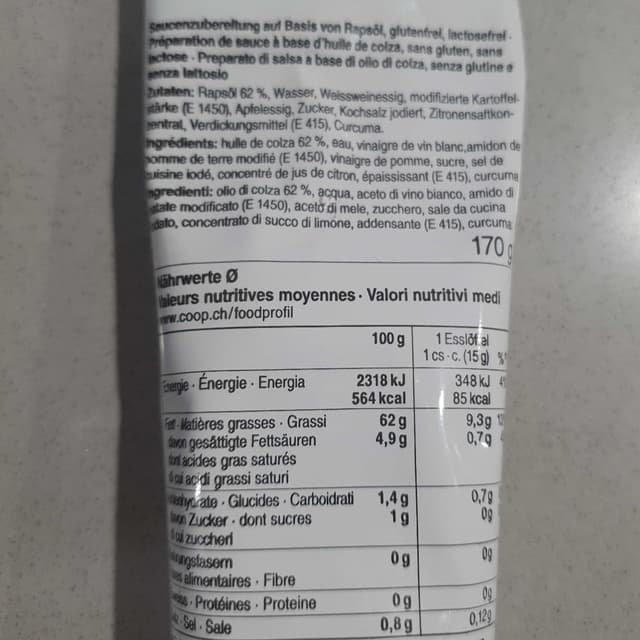 Saucenzubereitung auf Basis von Rapsöl, glutenfrei, lactosefrei ·
Préparation de sauce à base d'huile de colza, sans gluten, sans
lactose · Preparato di salsa a base di olio di colza, senza glutine e
senza lattosio
Zutaten: Rapsöl 62 %, Wasser, Weissweinessig, modifizierte Kartoffel-
stärke (E 1450), Apfelessig, Zucker, Kochsalz jodiert, Zitronensaftkon-
zentrat, Verdickungsmittel (E 415), Curcuma.
Ingrédients: huile de colza 62 %, eau, vinaigre de vin blanc, amidon de
pomme de terre modifié (E 1450), vinaigre de pomme, sucre, sel de
cuisine iodé, concentré de jus de citron, épaississant (E 415), curcuma
Ingredienti: olio di colza 62 %, acqua, aceto di vino bianco, amido di
patate modificato (E 1450), aceto di mele, zucchero, sale da cucina
iodato, concentrato di succo di limone, addensante (E 415), curcuma
170 g
Nährwerte Ø
Valeurs nutritives moyennes · Valori nutritivi medi
www.coop.ch/foodprofil
100 g 1 Esslöffel
1 cs · c. (15 g) %
Energie · Énergie · Energia 2318 kJ 348 kJ
564 kcal 85 kcal
Fett · Matières grasses · Grassi 62 g 9,3g
davon gesättigte Fettsäuren 4,9 g 0,7g
dont acides gras saturés
di cui acidi grassi saturi
· Glucides · Carboidrati 1,4 g 0,7g
davon Zucker · dont sucres 1 g 0g
di cui zuccheri
0 g 0g
alimentaires · Fibre
· Protéines · Proteine 0 g 0g
· Sel · Sale 0,8 g 0,12g